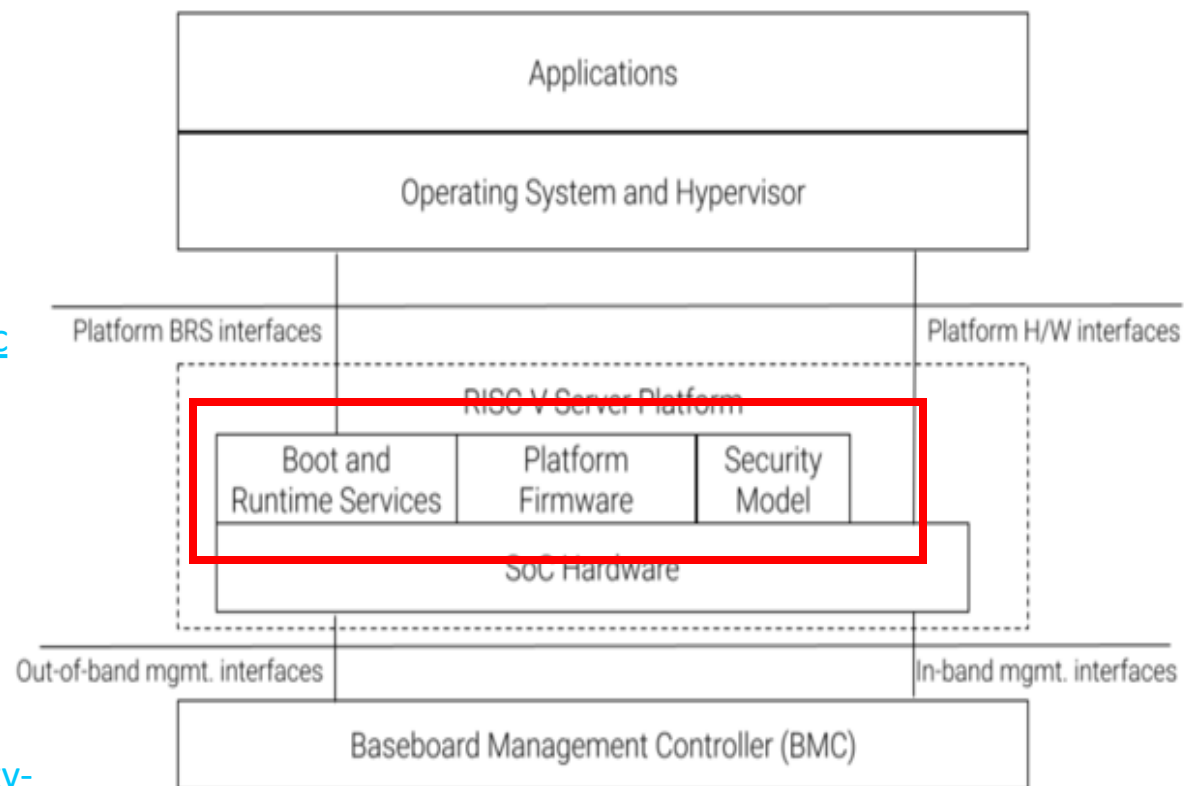 Applications
Operating System and Hypervisor
Platform BRS interfaces
Platform H/W interfaces
c
RISC-V Server Platform
Boot and
Runtime Services
Platform
Firmware
Security
Model
SoC Hardware
Out-of-band mgmt. interfaces
In-band mgmt. interfaces
Baseboard Management Controller (BMC)
v-